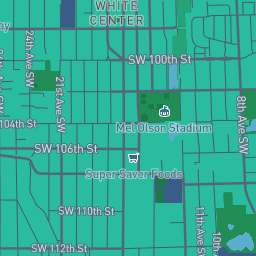 WHITE
CENTER
SW 100th St
24th Ave SW
21st Ave SW
8th Ave SW
104th St
Mel Olson Stadium
SW 106th St
Super Saver Foods
SW 110th St
11th Ave S
10th
SW 112th St